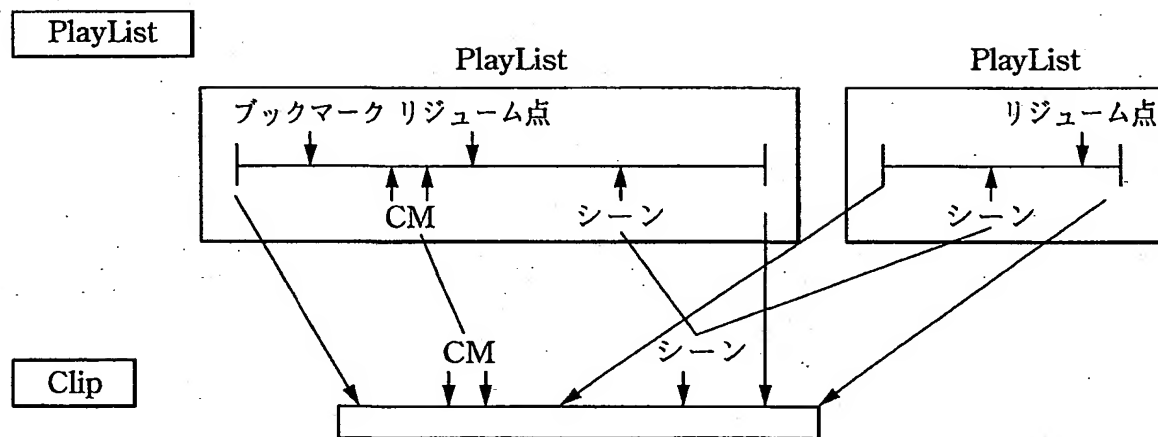 PlayList
PlayList PlayList
ブックマーク リジューム点 リジューム点
CM シーン シーン
CM シーン
Clip